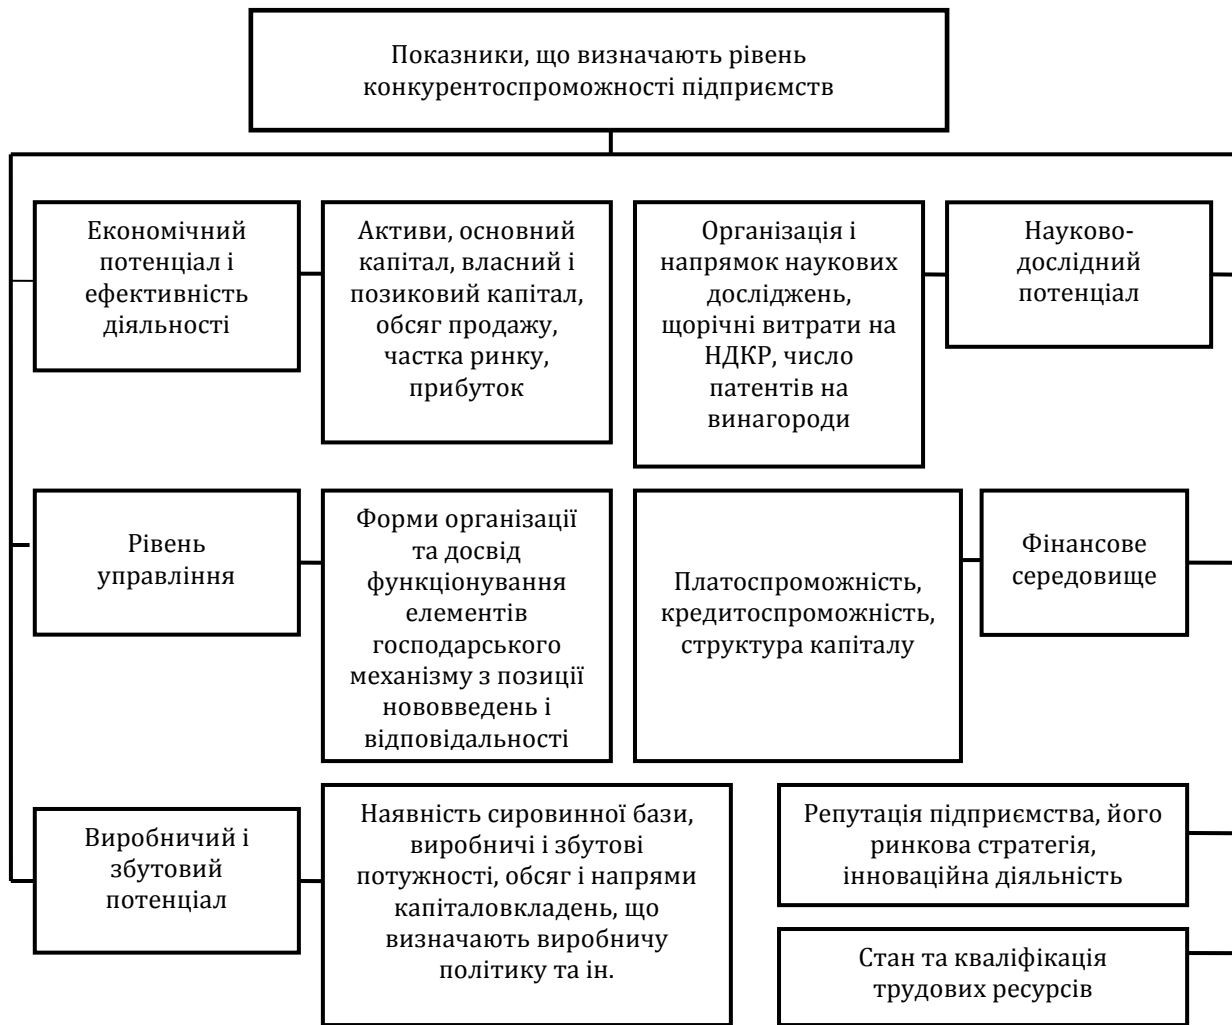 Показники, що визначають рівень
конкурентоспроможності підприємств
Економічний
потенціал і
ефективність
діяльності
Активи, основний
капітал, власний і
позиковий капітал,
обсяг продажу,
частка ринку,
прибуток
Організація і
напрямок наукових
досліджень,
щорічні витрати на
НДКР, число
патентів на
винагороди
Науково-
дослідний
потенціал
Рівень
управління
Форми організації
та досвід
функціонування
елементів
господарського
механізму з позиції
нововведень і
відповідальності
Платоспроможність,
кредитоспроможність,
структура капіталу
Фінансове
середовище
Виробничий і
збутовий
потенціал
Наявність сировинної бази,
виробничі і збутові
потужності, обсяг і напрями
капіталовкладень, що
визначають виробничу
політику та ін.
Репутація підприємства, його
ринкова стратегія,
інноваційна діяльність
Стан та кваліфікація
трудових ресурсів